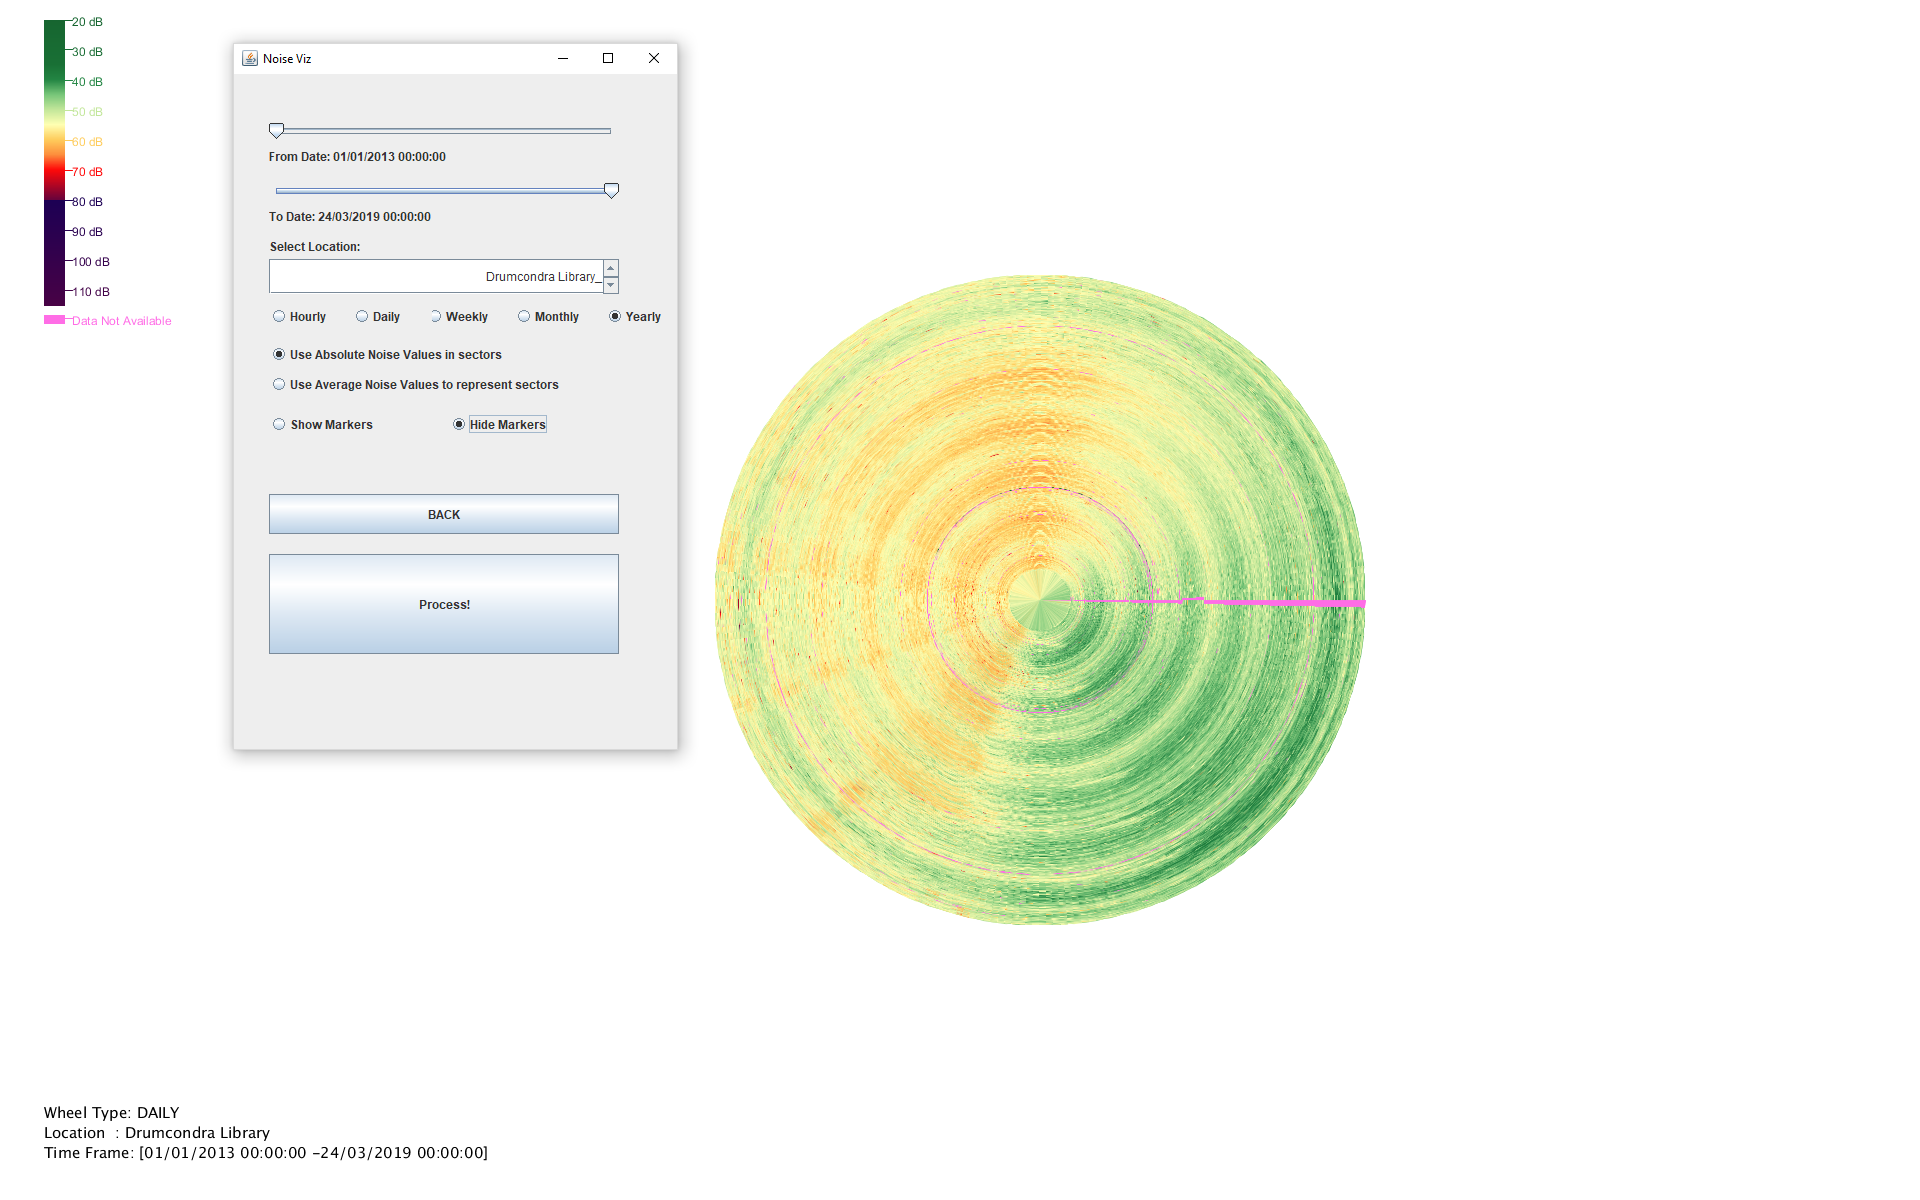 20 dB
30 dB
40 dB
50 dB
60 dB
70 dB
80 dB
90 dB
100 dB
110 dB
Data Not Available
Noise Viz
From Date: 01/01/2013 00:00:00
To Date: 24/03/2019 00:00:00
Select Location:
Drumcondra Library_
Hourly Daily Weekly Monthly Yearly
Use Absolute Noise Values in sectors
Use Average Noise Values to represent sectors
Show Markers Hide Markers
BACK
Process!
Wheel Type: DAILY
Location : Drumcondra Library
Time Frame: [01/01/2013 00:00:00 -24/03/2019 00:00:00]